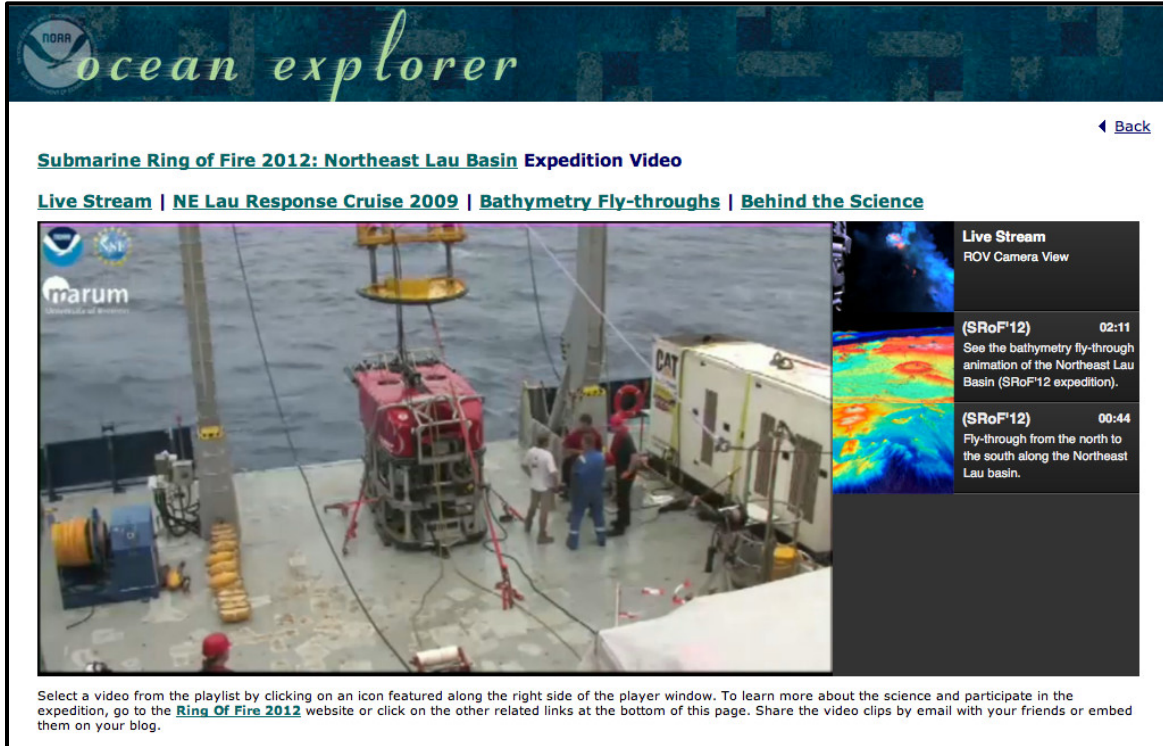 NOAA
ocean explorer
Back
Submarine Ring of Fire 2012: Northeast Lau Basin Expedition Video
Live Stream | NE Lau Response Cruise 2009 | Bathymetry Fly-throughs | Behind the Science
NOAA
NSF
marum
University of Bremen
CAT
Live Stream
ROV Camera View
(SRoF'12) 02:11
See the bathymetry fly-through
animation of the Northeast Lau
Basin (SRoF'12 expedition).
(SRoF'12) 00:44
Fly-through from the north to
the south along the Northeast
Lau basin.
Select a video from the playlist by clicking on an icon featured along the right side of the player window. To learn more about the science and participate in the
expedition, go to the Ring Of Fire 2012 website or click on the other related links at the bottom of this page. Share the video clips by email with your friends or embed
them on your blog.